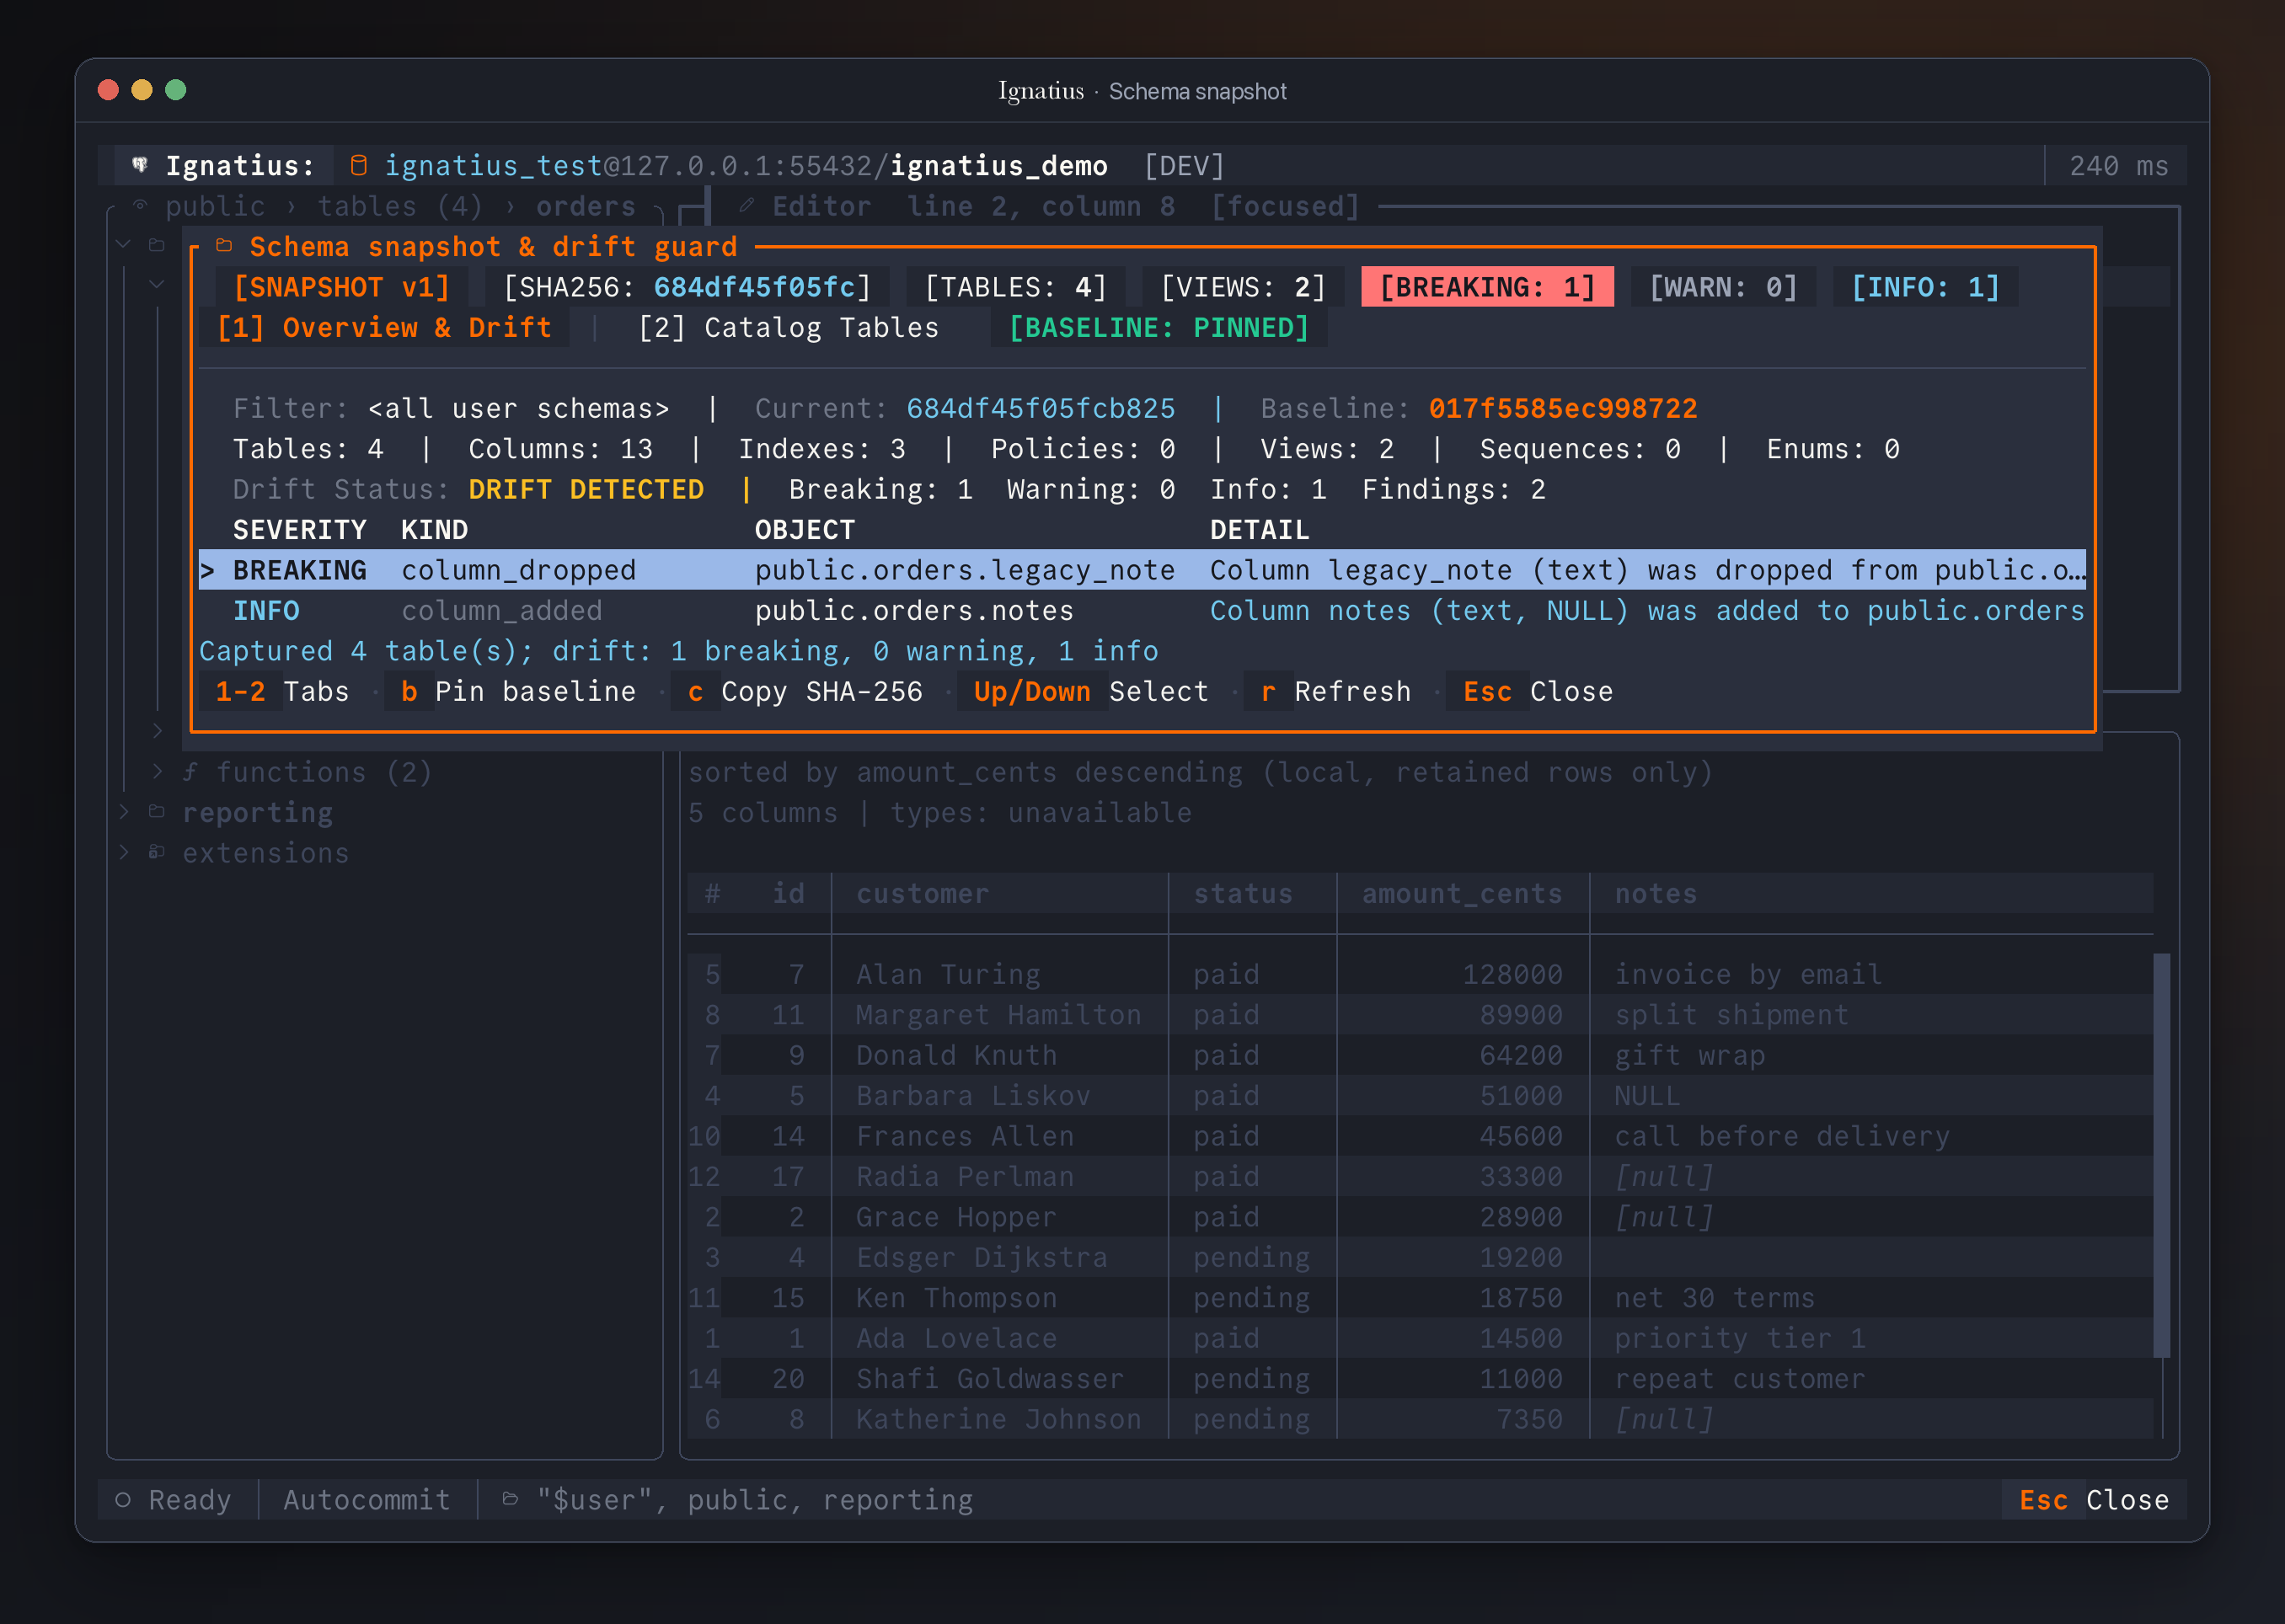 Ignatius · Schema snapshot
Ignatius: ignatius_test@127.0.0.1:55432/ignatius_demo [DEV] 240 ms
public › tables (4) › orders Editor line 2, column 8 [focused]
Schema snapshot & drift guard
[SNAPSHOT v1] [SHA256: 684df45f05fc] [TABLES: 4] [VIEWS: 2] [BREAKING: 1] [WARN: 0] [INFO: 1]
[1] Overview & Drift | [2] Catalog Tables [BASELINE: PINNED]
Filter: <all user schemas> | Current: 684df45f05fcb825 | Baseline: 017f5585ec998722
Tables: 4 | Columns: 13 | Indexes: 3 | Policies: 0 | Views: 2 | Sequences: 0 | Enums: 0
Drift Status: DRIFT DETECTED | Breaking: 1 Warning: 0 Info: 1 Findings: 2
SEVERITY KIND OBJECT DETAIL
> BREAKING column_dropped public.orders.legacy_note Column legacy_note (text) was dropped from public.o…
INFO column_added public.orders.notes Column notes (text, NULL) was added to public.orders
Captured 4 table(s); drift: 1 breaking, 0 warning, 1 info
1-2 Tabs · b Pin baseline · c Copy SHA-256 · Up/Down Select · r Refresh · Esc Close
ƒ functions (2)
reporting
extensions
sorted by amount_cents descending (local, retained rows only)
5 columns | types: unavailable
# id customer status amount_cents notes
5 7 Alan Turing paid 128000 invoice by email
8 11 Margaret Hamilton paid 89900 split shipment
7 9 Donald Knuth paid 64200 gift wrap
4 5 Barbara Liskov paid 51000 NULL
10 14 Frances Allen paid 45600 call before delivery
12 17 Radia Perlman paid 33300 [null]
2 2 Grace Hopper paid 28900 [null]
3 4 Edsger Dijkstra pending 19200
11 15 Ken Thompson pending 18750 net 30 terms
1 1 Ada Lovelace paid 14500 priority tier 1
14 20 Shafi Goldwasser pending 11000 repeat customer
6 8 Katherine Johnson pending 7350 [null]
Ready Autocommit "$user", public, reporting Esc Close